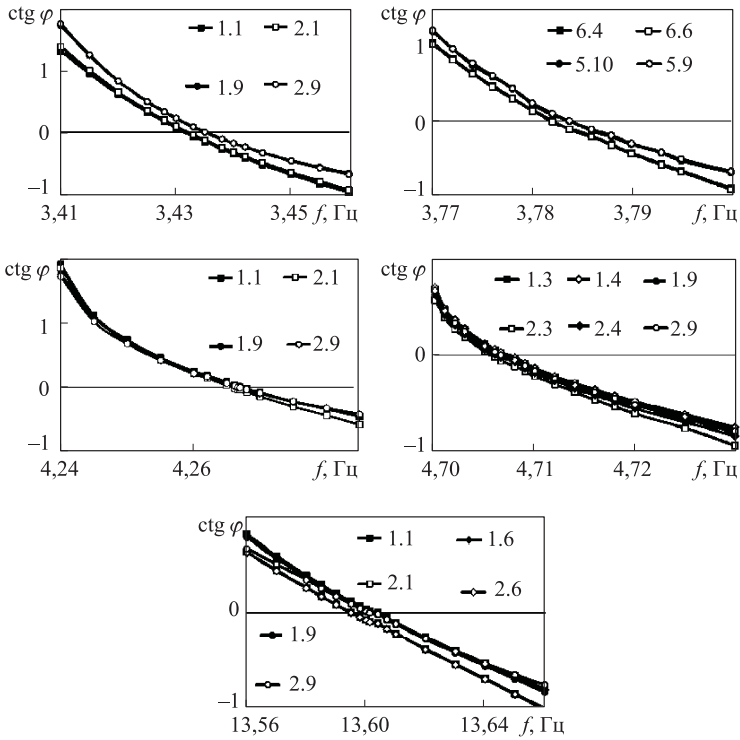 ctg φ
1.1 2.1
1
1.9 2.9
0
–1
3,41 3,43 3,45 f, Гц
ctg φ
6.4 6.6
1
5.10 5.9
0
–1
3,77 3,78 3,79 f, Гц
ctg φ
1.1 2.1
1
1.9 2.9
0
–1
4,24 4,26 f, Гц
ctg φ
1.3 1.4 1.9
2.3 2.4 2.9
0
–1
4,70 4,71 4,72 f, Гц
ctg φ
1.1 1.6
2.1 2.6
0
1.9
2.9
–1
13,56 13,60 13,64 f, Гц